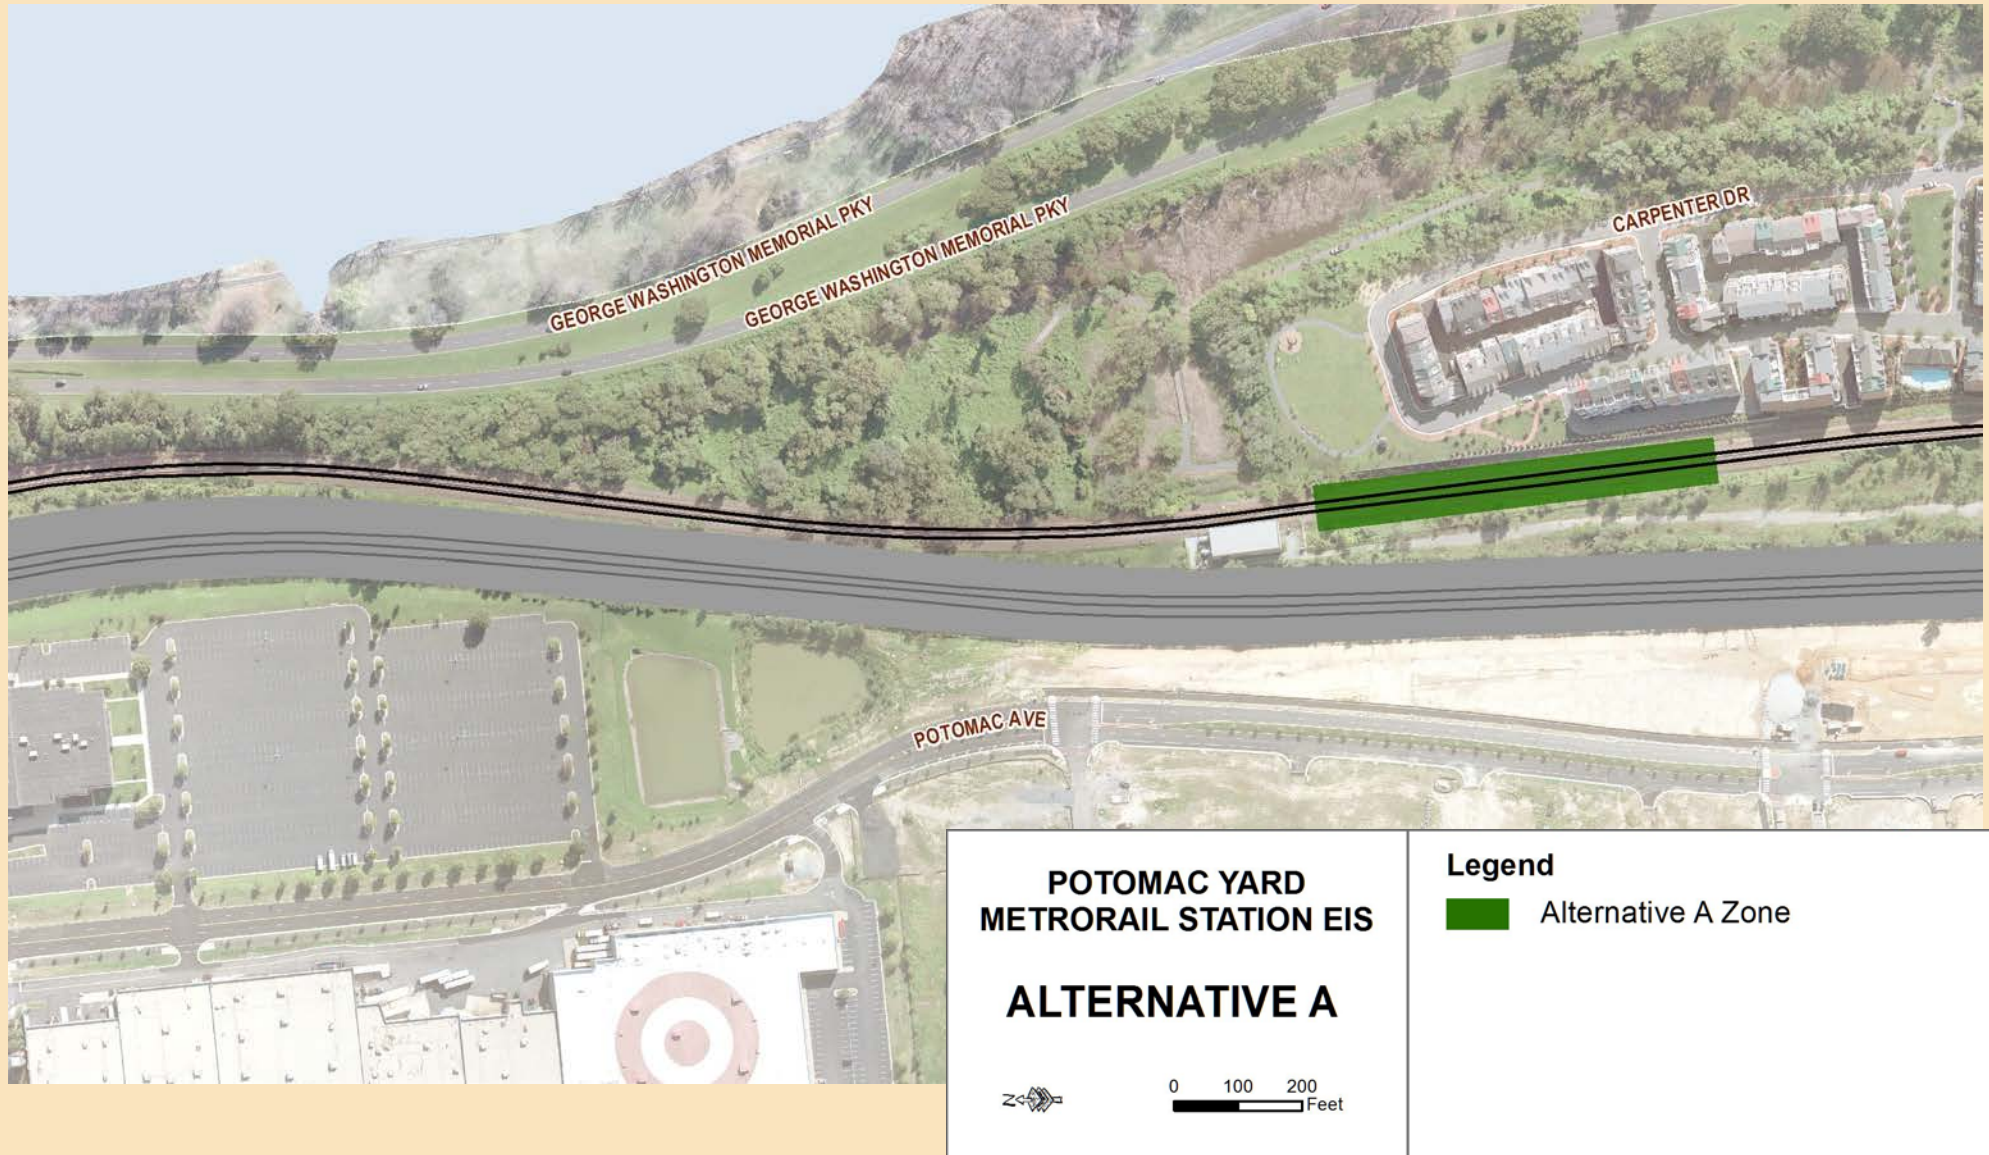 GEORGE WASHINGTON MEMORIAL PKY
GEORGE WASHINGTON MEMORIAL PKY
CARPENTER DR
POTOMAC AVE
POTOMAC YARD
METRORAIL STATION EIS
ALTERNATIVE A
N
0 100 200
Feet
Legend
Alternative A Zone